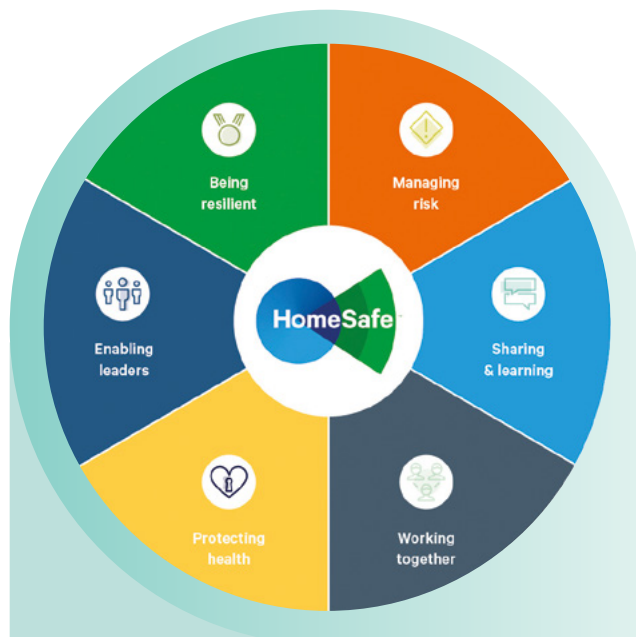 Being
resilient
Managing
risk
Enabling
leaders
HomeSafe
Sharing
& learning
Protecting
health
Working
together